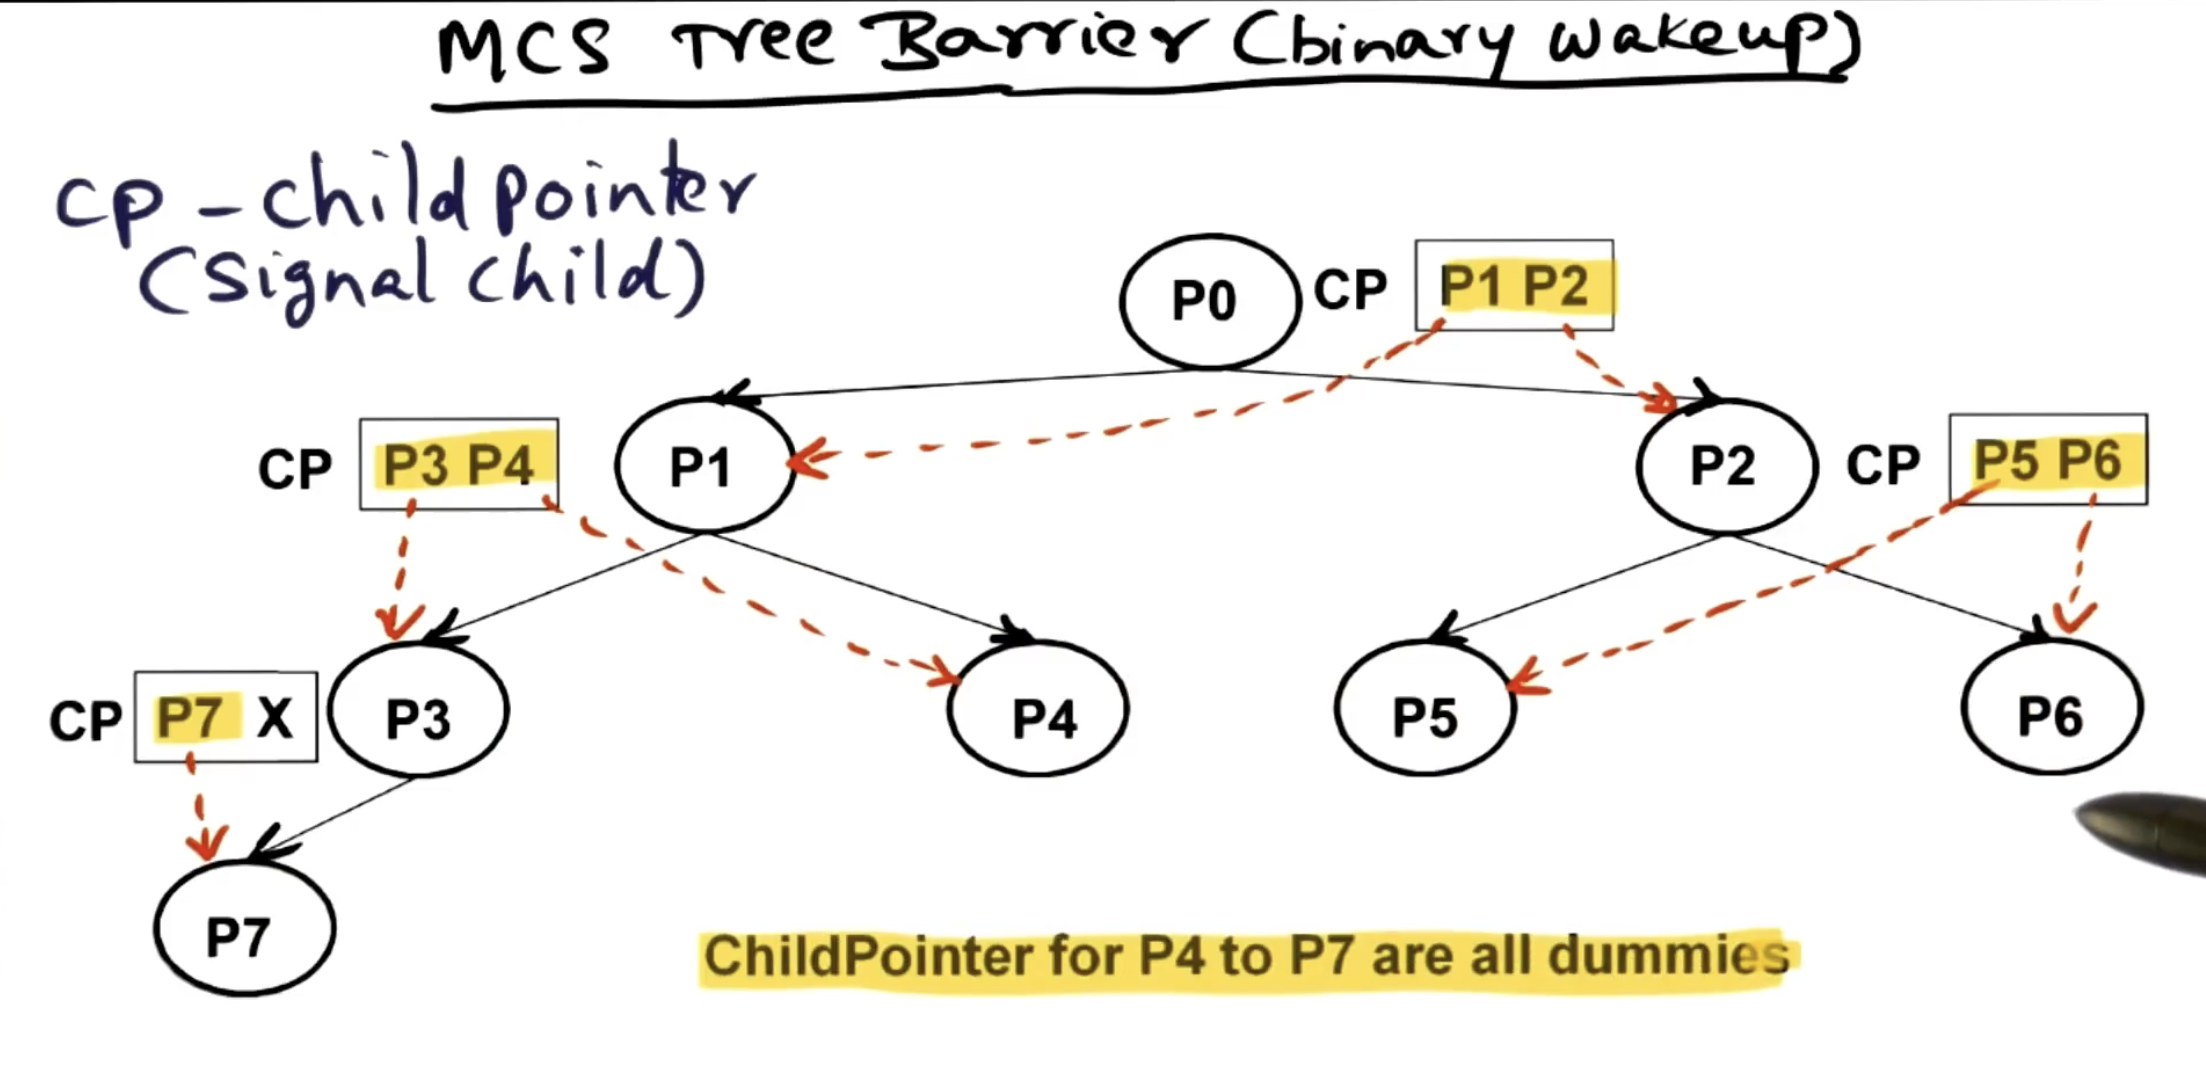 MCS Tree Barrier (binary wakeup)
CP - child pointer
(signal child)
P0 CP P1 P2
CP P3 P4 P1
P2 CP P5 P6
CP P7 X P3
P4
P5
P6
P7
ChildPointer for P4 to P7 are all dummies